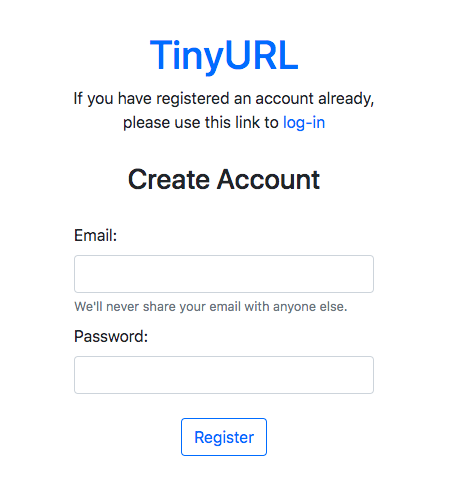 TinyURL
If you have registered an account already,
please use this link to log-in
Create Account
Email:
We'll never share your email with anyone else.
Password:
Register